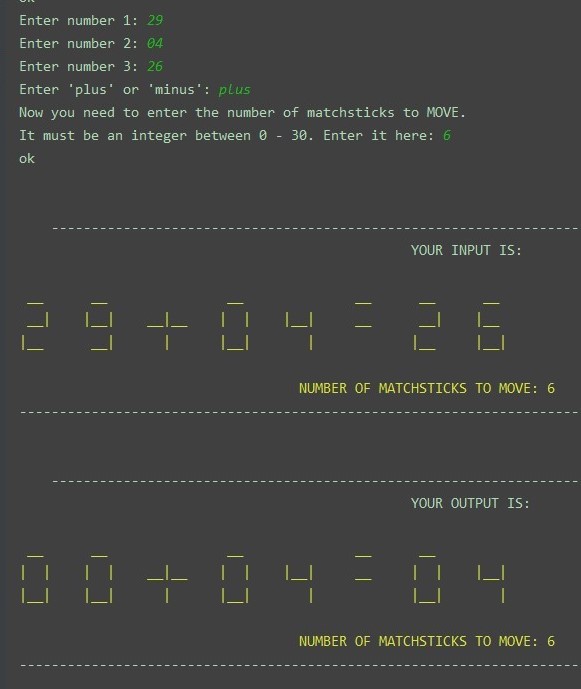 ok
Enter number 1: 29
Enter number 2: 04
Enter number 3: 26
Enter 'plus' or 'minus': plus
Now you need to enter the number of matchsticks to MOVE.
It must be an integer between 0 - 30. Enter it here: 6
ok
YOUR INPUT IS:
29 + 04 = 26
NUMBER OF MATCHSTICKS TO MOVE: 6
YOUR OUTPUT IS:
00 + 04 = 04
NUMBER OF MATCHSTICKS TO MOVE: 6